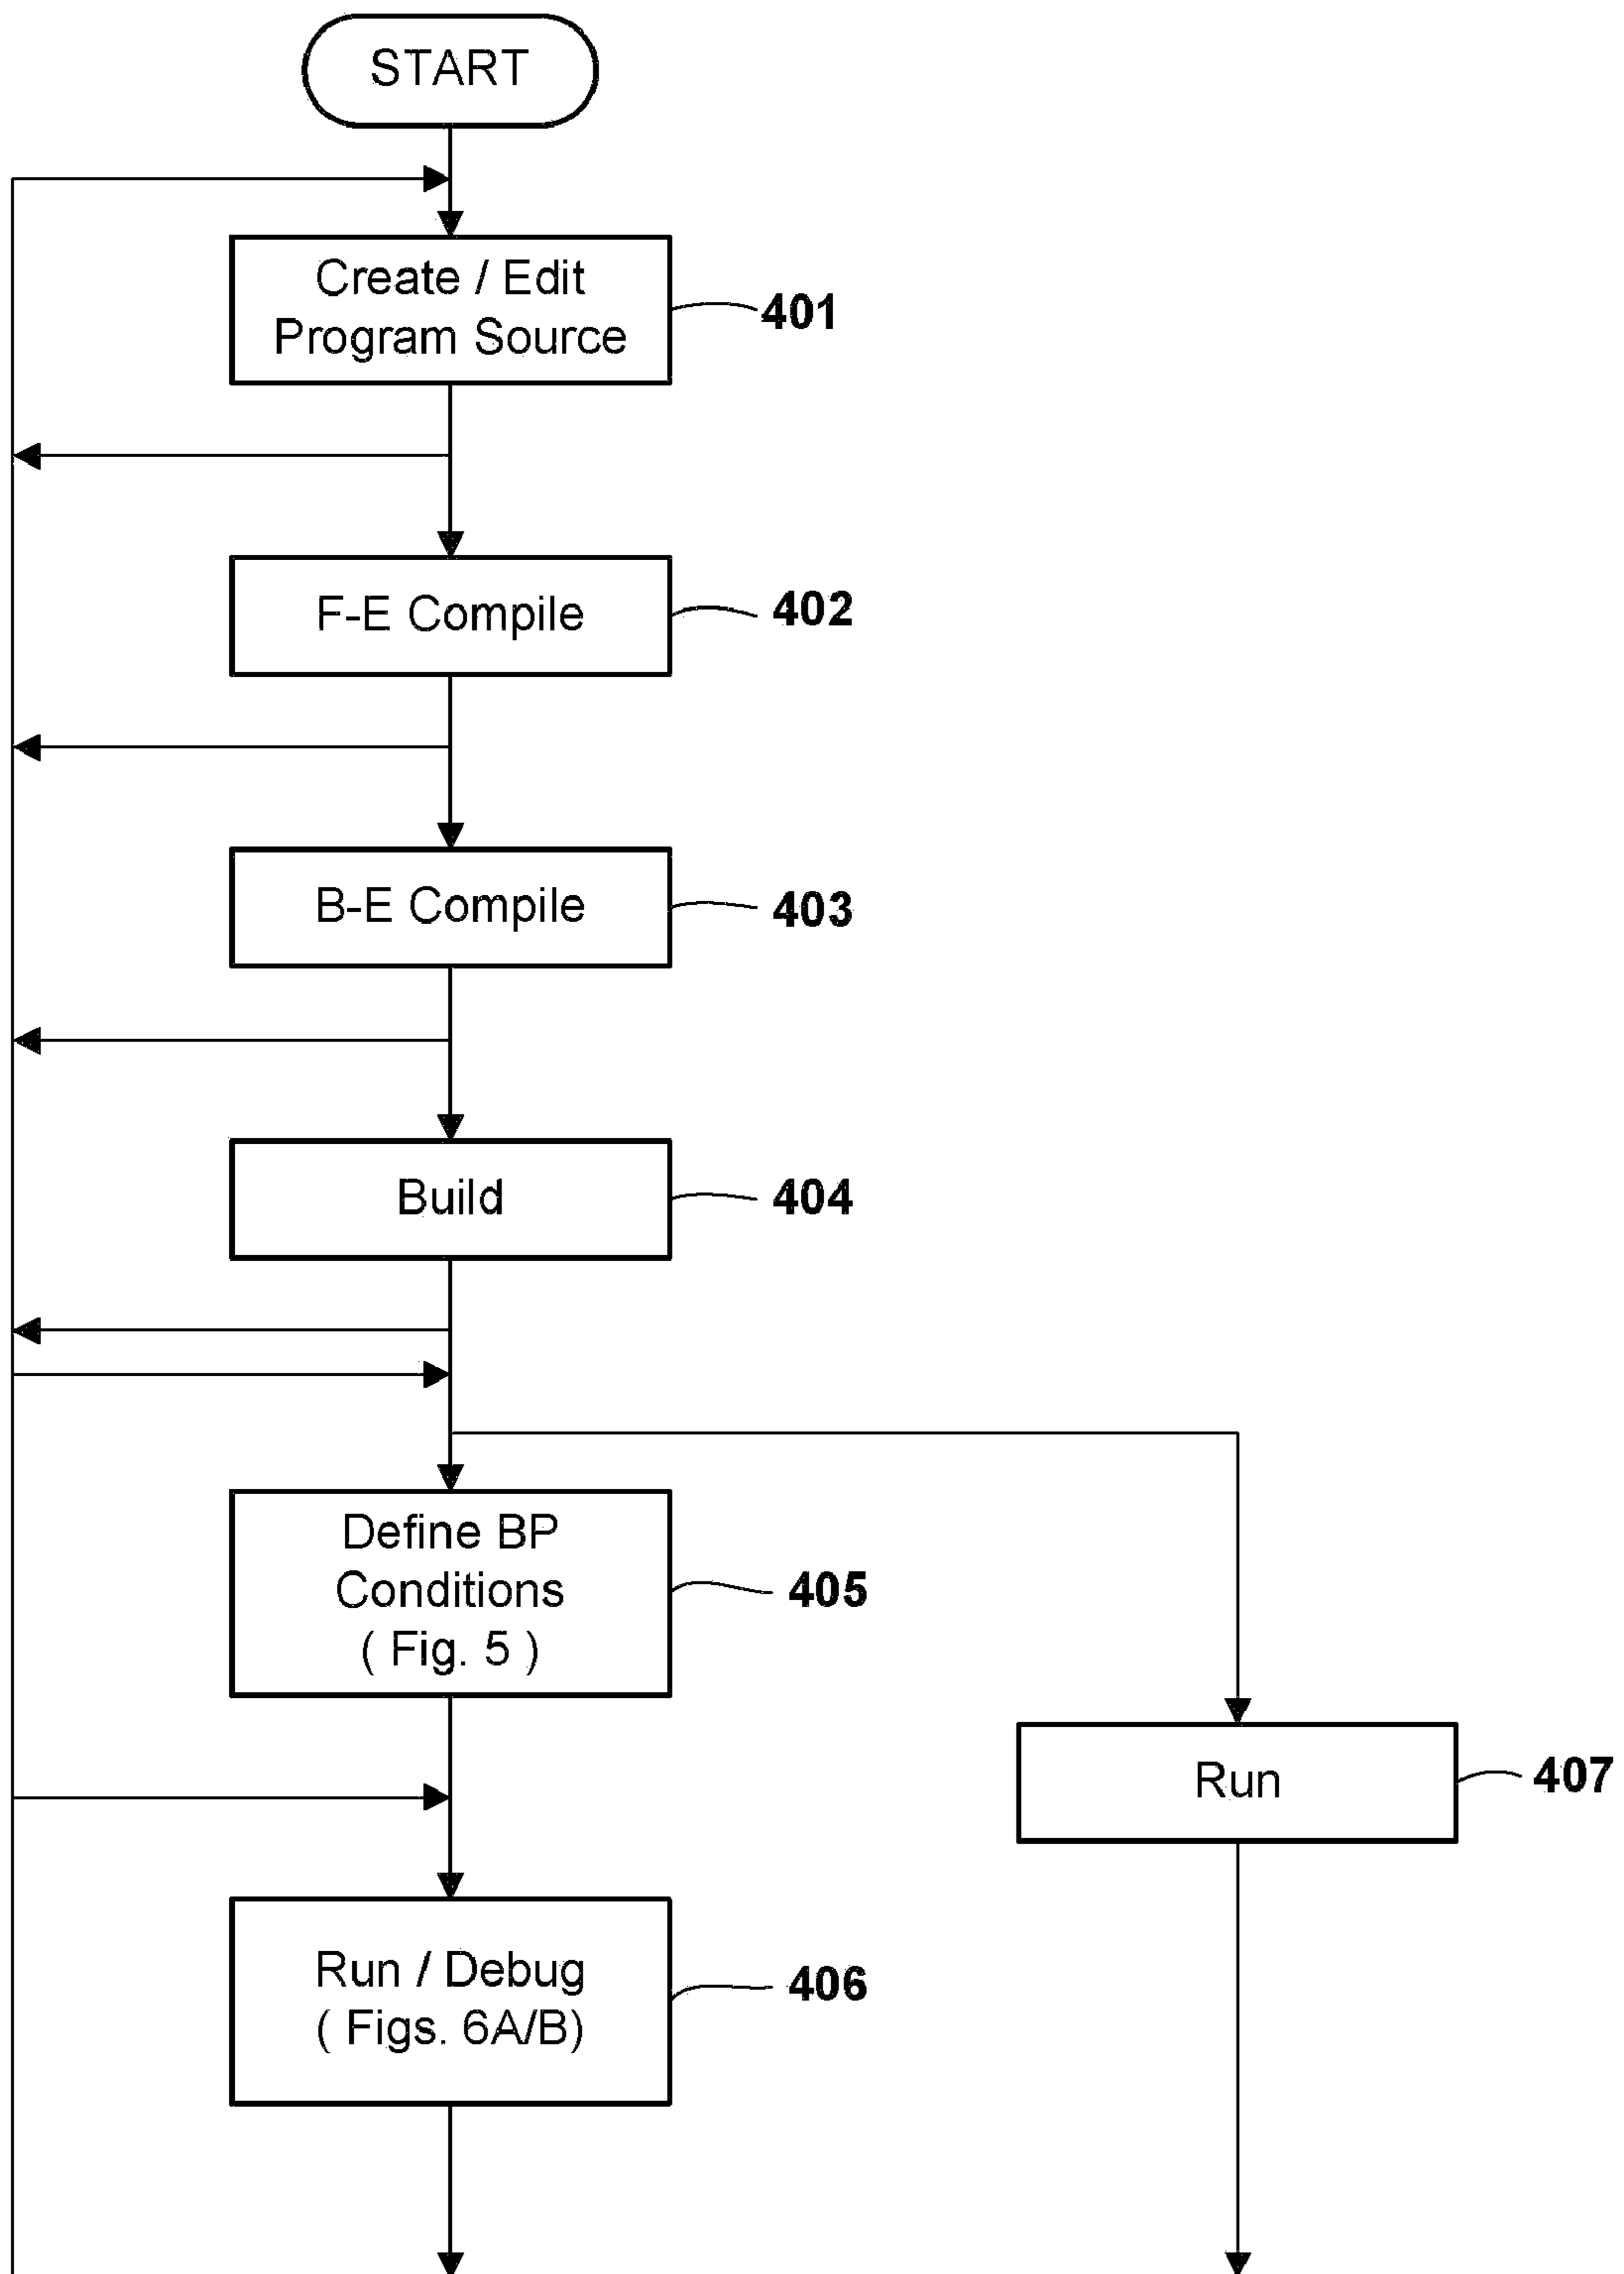 START
Create / Edit
Program Source
401
F-E Compile
402
B-E Compile
403
Build
404
Define BP
Conditions
( Fig. 5 )
405
Run
407
Run / Debug
( Figs. 6A/B)
406